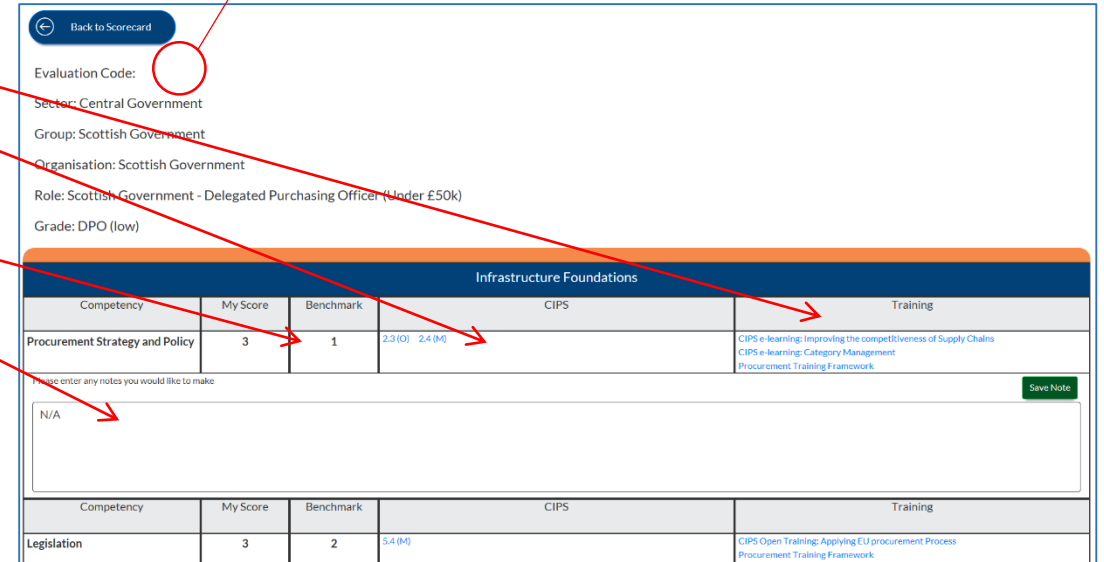 Back to Scorecard
Evaluation Code:
Sector: Central Government
Group: Scottish Government
Organisation: Scottish Government
Role: Scottish Government - Delegated Purchasing Officer (Under £50k)
Grade: DPO (low)
Infrastructure Foundations
Competency My Score Benchmark CIPS Training
Procurement Strategy and Policy 3 1 2.3 (O) 2.4 (M) CIPS e-learning: Improving the competitiveness of Supply Chains
CIPS e-learning: Category Management
Procurement Training Framework
Please enter any notes you would like to make
Save Note
N/A
Competency My Score Benchmark CIPS Training
Legislation 3 2 5.4 (M) CIPS Open Training: Applying EU procurement Process
Procurement Training Framework